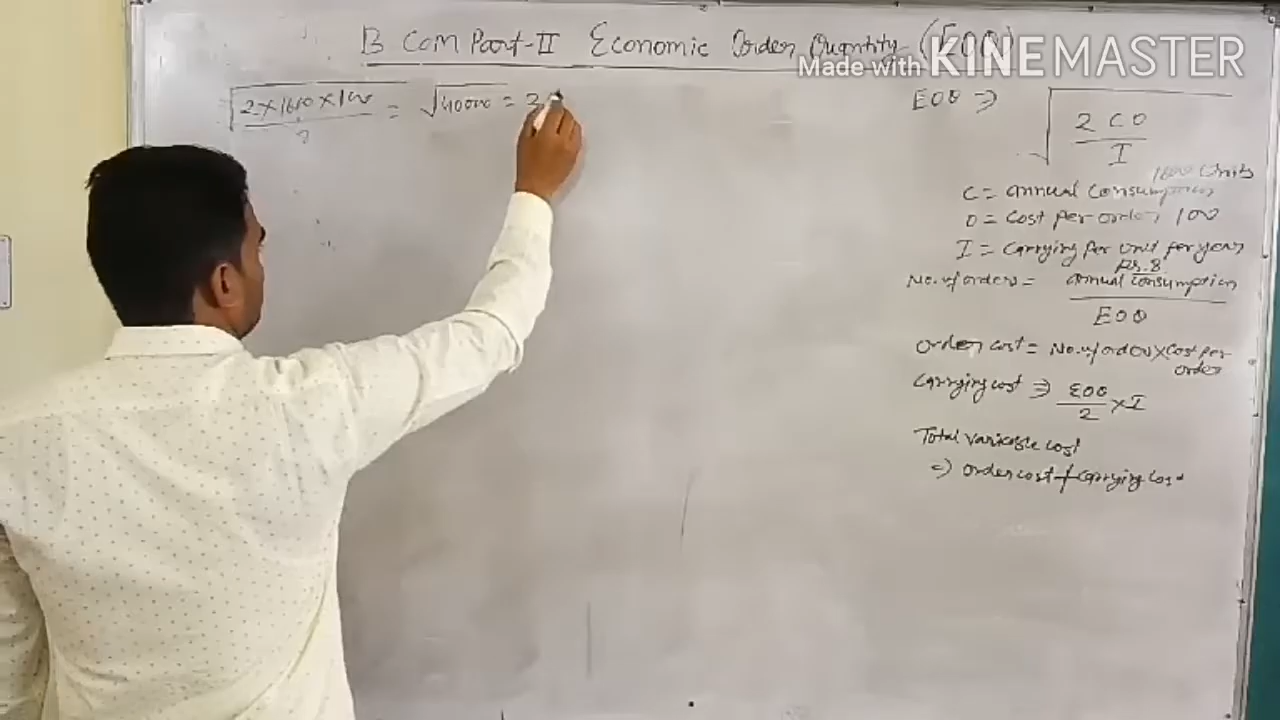 B Com Part-II Economic Order Quantity (EOQ)
Made with KINEMASTER
√2×1600×100 = √40000 = 2
8
EOQ ⇒ √2 C O
I
1600 Units
C = annual Consumption
O = Cost per order, 100
I = Carrying per unit per year
Rs. 8
No. of orders = annual Consumption
EOQ
Order cost = No. of order × Cost per
order
Carrying cost ⇒ EOQ × I
2
Total variable cost
⇒ order cost + Carrying cost